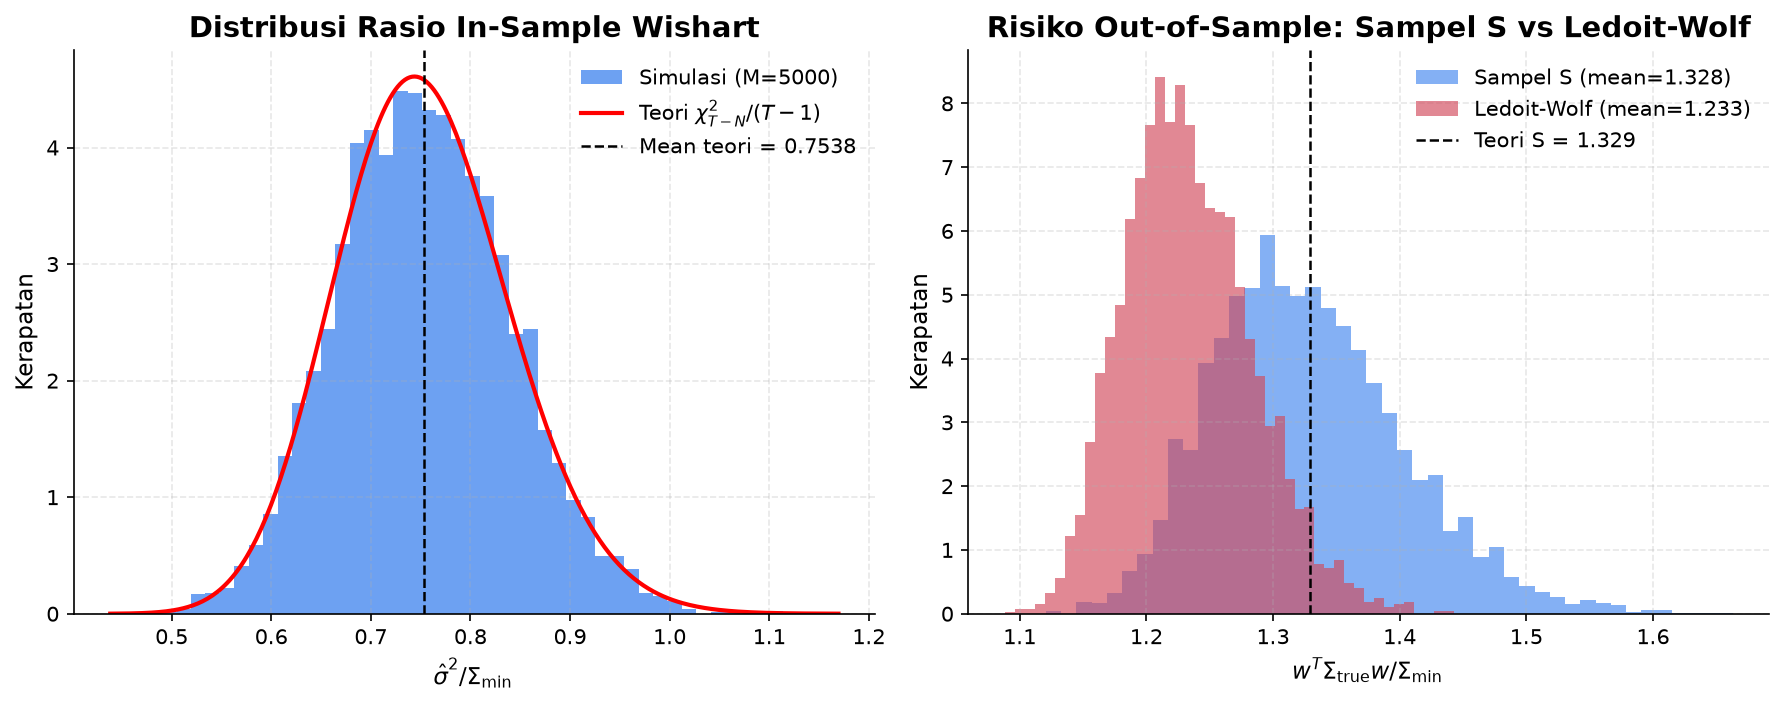 Distribusi Rasio In-Sample Wishart
Simulasi (M=5000)
Teori χ²_{T−N}/(T − 1)
Mean teori = 0.7538
Kerapatan
4
3
2
1
0
0.5 0.6 0.7 0.8 0.9 1.0 1.1 1.2
σ̂²/Σ_min
Risiko Out-of-Sample: Sampel S vs Ledoit-Wolf
Sampel S (mean=1.328)
Ledoit-Wolf (mean=1.233)
Teori S = 1.329
Kerapatan
8
7
6
5
4
3
2
1
0
1.1 1.2 1.3 1.4 1.5 1.6
w^TΣ_true w/Σ_min